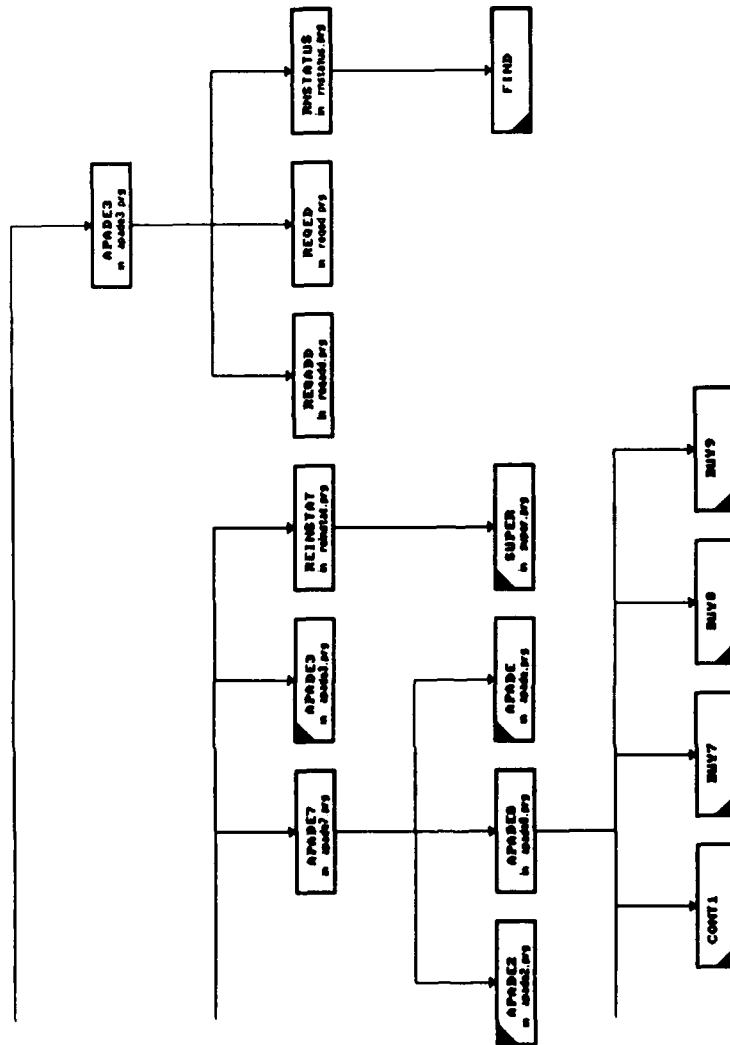 APADE3
in apade3.prg
REQADD
in reqadd.prg
REQED
in reqed.prg
RNSTATUS
in rnstatus.prg
APADE7
in apade7.prg
APADE3
in apade3.prg
REINSTAT
in reinstat.prg
APADE2
in apade2.prg
APADE8
in apade8.prg
APADE
in apade.prg
SUPER
in super.prg
FIND
CONT1
BUY7
BUY8
BUY9